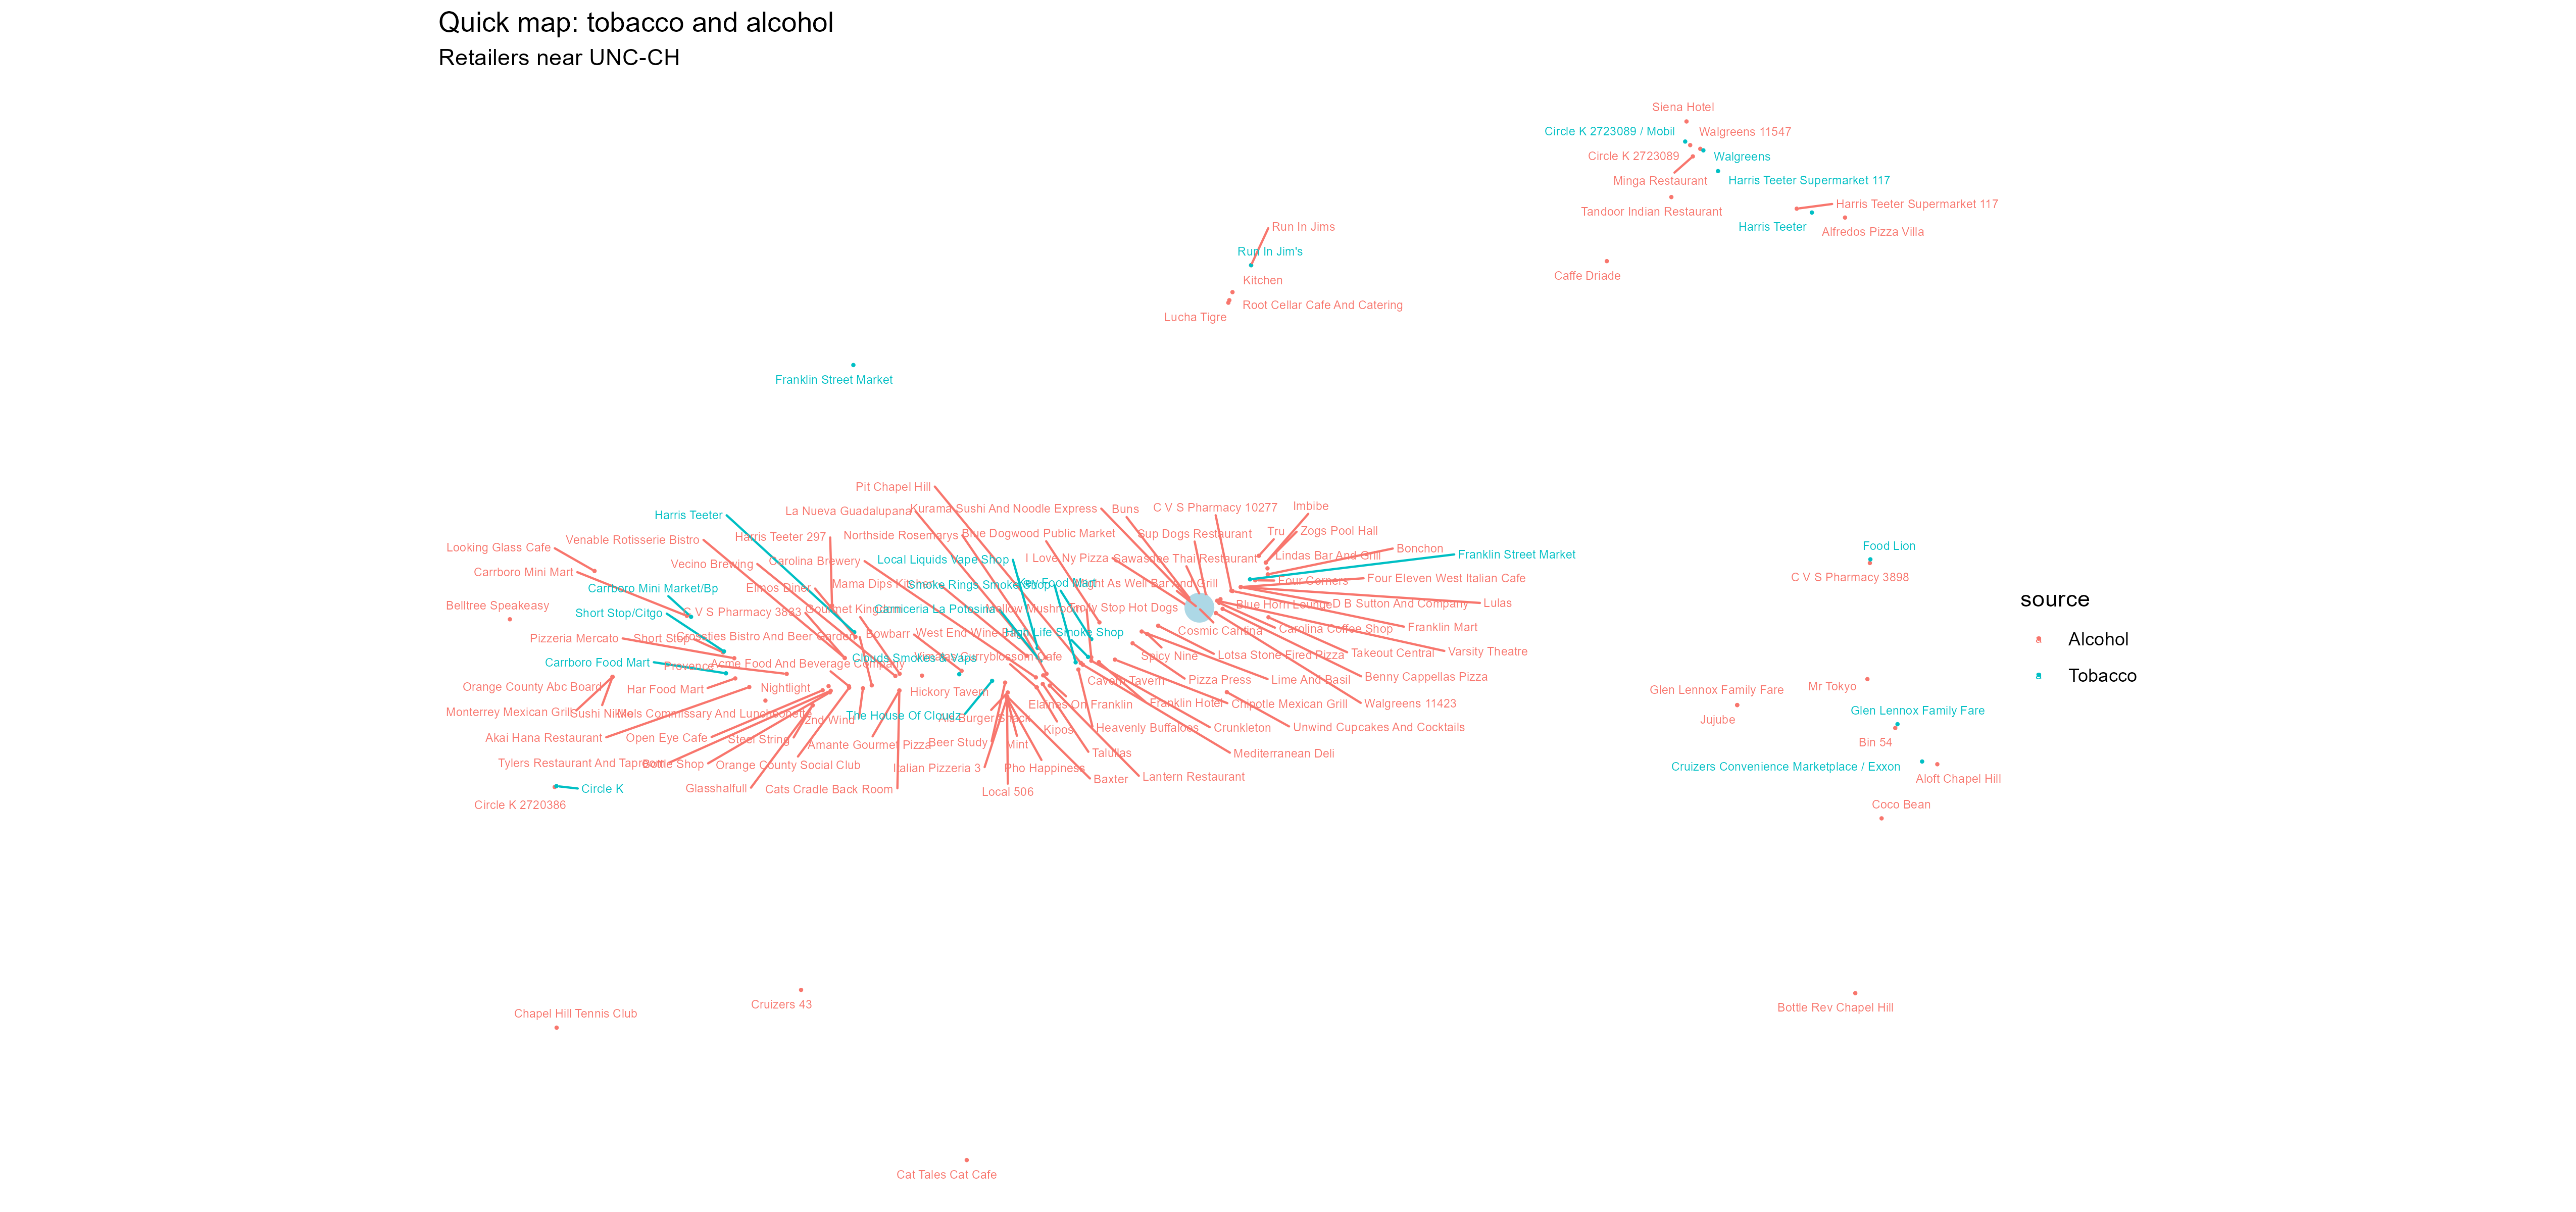 Quick map: tobacco and alcohol
Retailers near UNC-CH
Siena Hotel
Circle K 2723089 / Mobil
Walgreens 11547
Circle K 2723089
Walgreens
Minga Restaurant
Harris Teeter Supermarket 117
Harris Teeter Supermarket 117
Tandoor Indian Restaurant
Harris Teeter
Alfredos Pizza Villa
Run In Jims
Run In Jim's
Caffe Driade
Kitchen
Root Cellar Cafe And Catering
Lucha Tigre
Franklin Street Market
Pit Chapel Hill
La Nueva Guadalupana
Kurama Sushi And Noodle Express
Buns
C V S Pharmacy 10277
Imbibe
Harris Teeter
Venable Rotisserie Bistro
Harris Teeter 297
Northside Rosemarys
Blue Dogwood Public Market
Sup Dogs Restaurant
Tru
Zogs Pool Hall
Looking Glass Cafe
Vecino Brewing
Carolina Brewery
Local Liquids Vape Shop
I Love Ny Pizza
Sawasdee Thai Restaurant
Lindas Bar And Grill
Bonchon
Franklin Street Market
Food Lion
Carrboro Mini Mart
C V S Pharmacy 3898
Carrboro Mini Market/Bp
Elmos Diner
Mama Dips Kitchen
Smoke Rings Smoke Shop
Key Food Mart
Might As Well Bar And Grill
Four Corners
Four Eleven West Italian Cafe
Belltree Speakeasy
Short Stop/Citgo
C V S Pharmacy 3833
Gourmet Kingdom
Carniceria La Potosina
Mellow Mushroom
Trolly Stop Hot Dogs
Blue Horn Lounge
D B Sutton And Company
Lulas
source
Pizzeria Mercato
Short Stop
Crossties Bistro And Beer Garden
Bowbarr
West End Wine Bar
High Life Smoke Shop
Cosmic Cantina
Carolina Coffee Shop
Franklin Mart
Alcohol
Carrboro Food Mart
Provence
Acme Food And Beverage Company
Clouds Smokes & Vaps
Vimalas Curryblossom Cafe
Spicy Nine
Lotsa Stone Fired Pizza
Takeout Central
Varsity Theatre
Tobacco
Orange County Abc Board
Har Food Mart
Nightlight
Hickory Tavern
Cavern Tavern
Pizza Press
Lime And Basil
Benny Cappellas Pizza
Glen Lennox Family Fare
Mr Tokyo
Monterrey Mexican Grill
Sushi Nikko
Mels Commissary And Luncheonette
2nd Wind
The House Of Cloudz
Als Burger Shack
Elaines On Franklin
Franklin Hotel
Chipotle Mexican Grill
Walgreens 11423
Jujube
Glen Lennox Family Fare
Akai Hana Restaurant
Open Eye Cafe
Steel String
Amante Gourmet Pizza
Beer Study
Mint
Kipos
Heavenly Buffaloes
Crunkleton
Unwind Cupcakes And Cocktails
Bin 54
Tylers Restaurant And Taproom
Bottle Shop
Orange County Social Club
Italian Pizzeria 3
Pho Happiness
Talullas
Mediterranean Deli
Cruizers Convenience Marketplace / Exxon
Aloft Chapel Hill
Circle K
Glasshalfull
Cats Cradle Back Room
Local 506
Baxter
Lantern Restaurant
Circle K 2720386
Coco Bean
Cruizers 43
Chapel Hill Tennis Club
Bottle Rev Chapel Hill
Cat Tales Cat Cafe